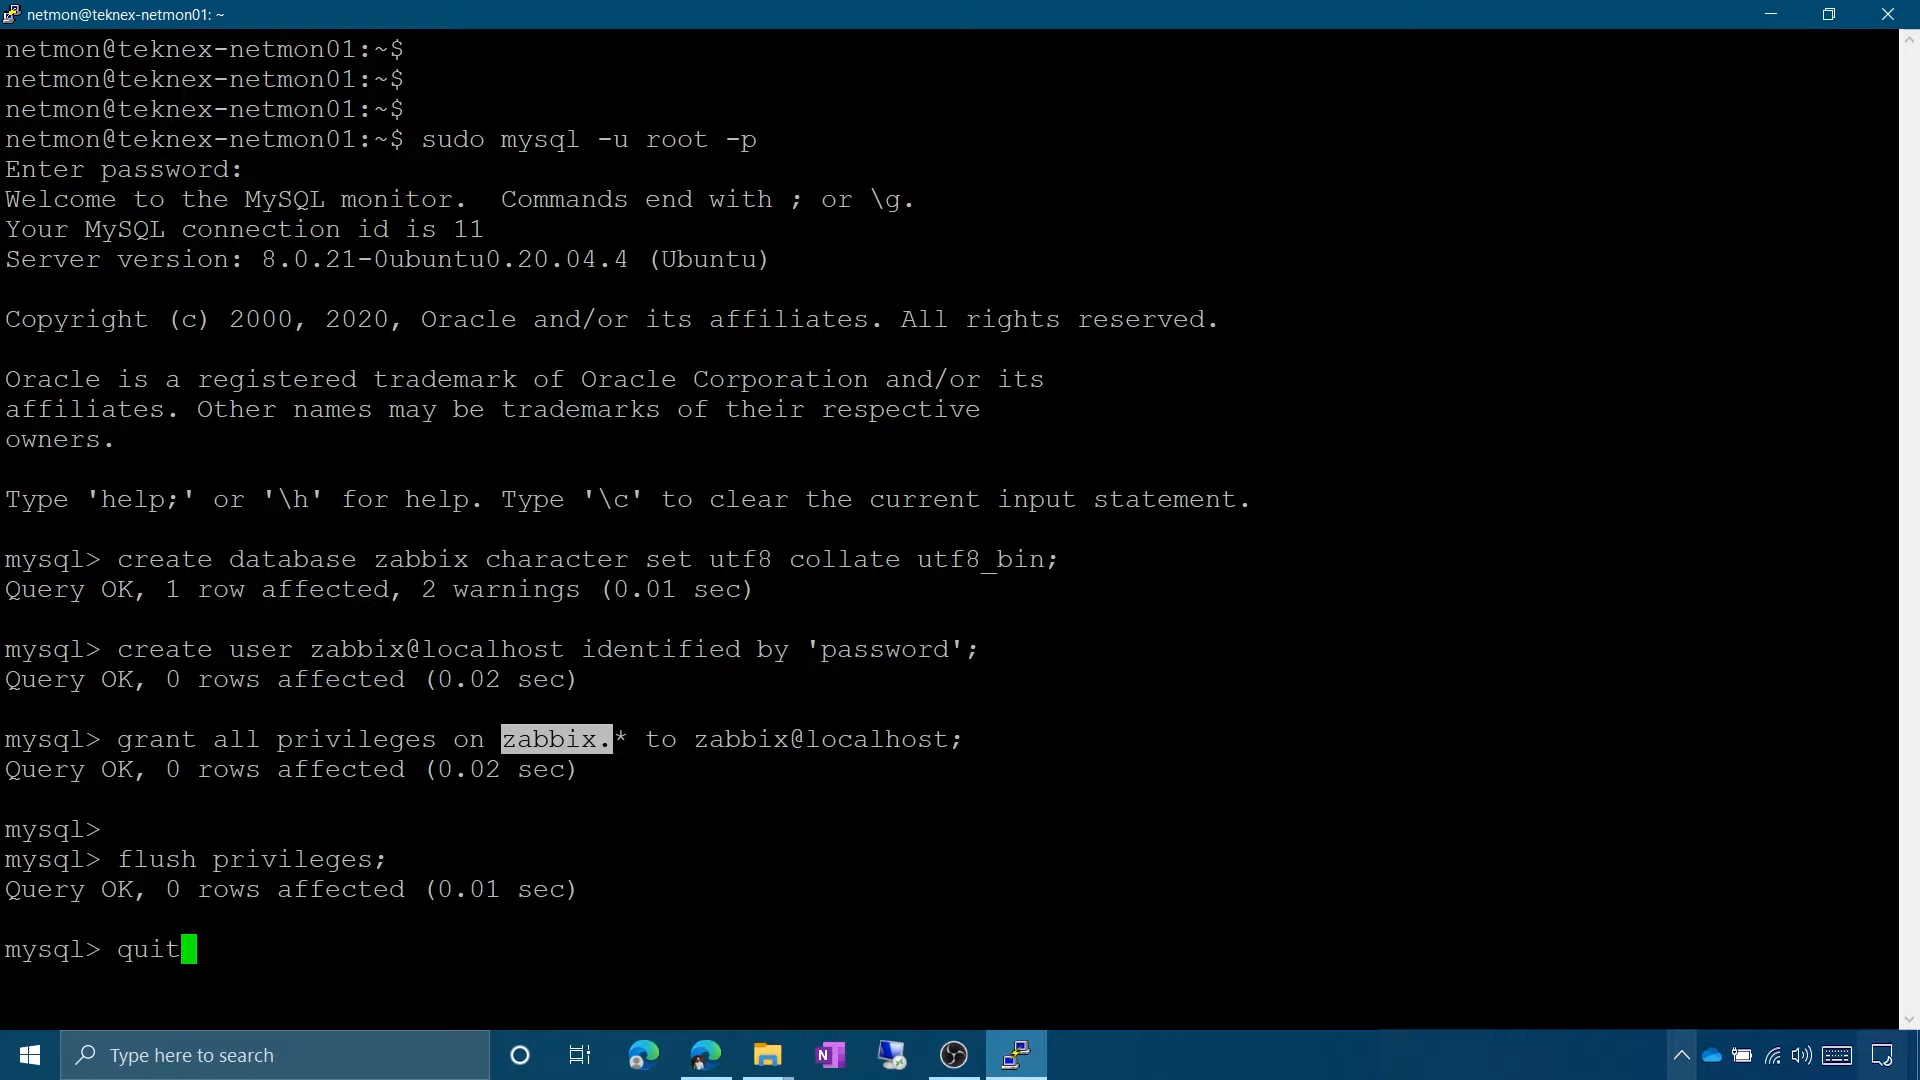 netmon@teknex-netmon01: ~
netmon@teknex-netmon01:~$
netmon@teknex-netmon01:~$
netmon@teknex-netmon01:~$
netmon@teknex-netmon01:~$ sudo mysql -u root -p
Enter password:
Welcome to the MySQL monitor.  Commands end with ; or \g.
Your MySQL connection id is 11
Server version: 8.0.21-0ubuntu0.20.04.4 (Ubuntu)
Copyright (c) 2000, 2020, Oracle and/or its affiliates. All rights reserved.
Oracle is a registered trademark of Oracle Corporation and/or its
affiliates. Other names may be trademarks of their respective
owners.
Type 'help;' or '\h' for help. Type '\c' to clear the current input statement.
mysql> create database zabbix character set utf8 collate utf8_bin;
Query OK, 1 row affected, 2 warnings (0.01 sec)
mysql> create user zabbix@localhost identified by 'password';
Query OK, 0 rows affected (0.02 sec)
mysql> grant all privileges on zabbix.* to zabbix@localhost;
Query OK, 0 rows affected (0.02 sec)
mysql>
mysql> flush privileges;
Query OK, 0 rows affected (0.01 sec)
mysql> quit
Type here to search
N